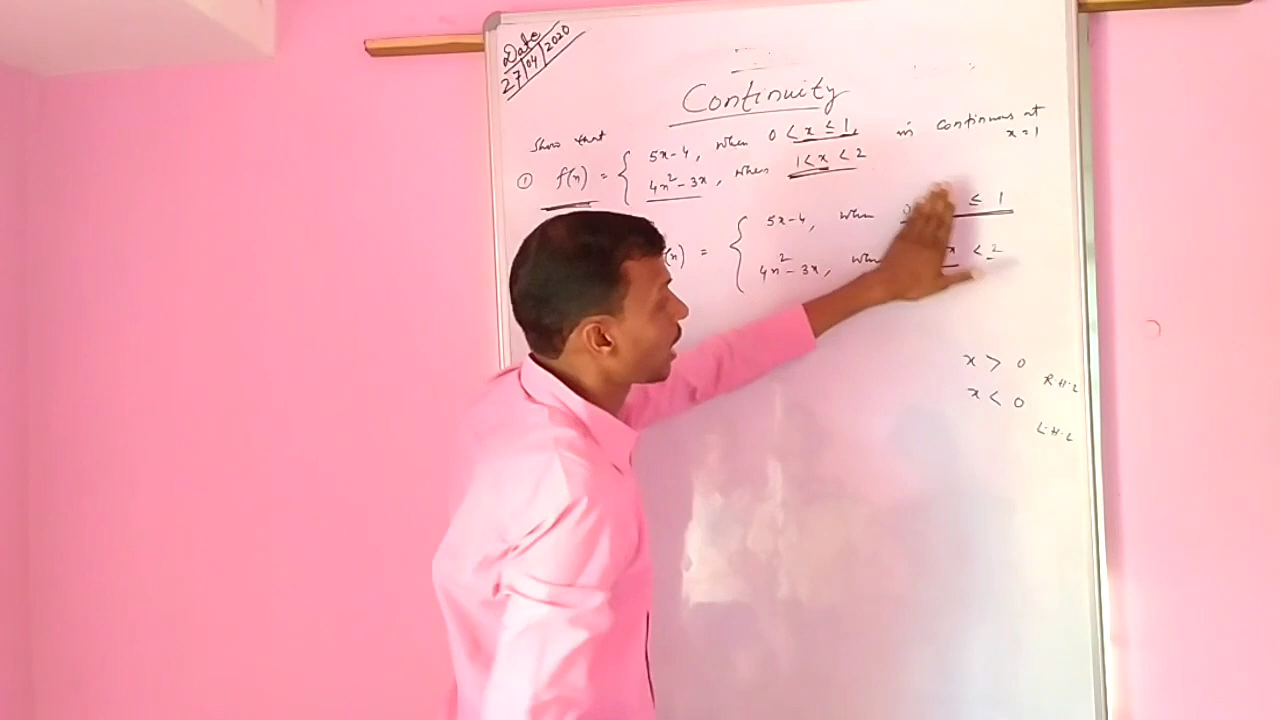 Date
27/04/2020
Continuity
Show that
① f(x) = { 5x-4, when 0 < x ≤ 1, is continuous at x=1
4x²-3x, when 1<x < 2
(x) = { 5x-4, when ≤ 1
4x²-3x, when x < 2
x > 0 R.H.L
x < 0 L.H.L